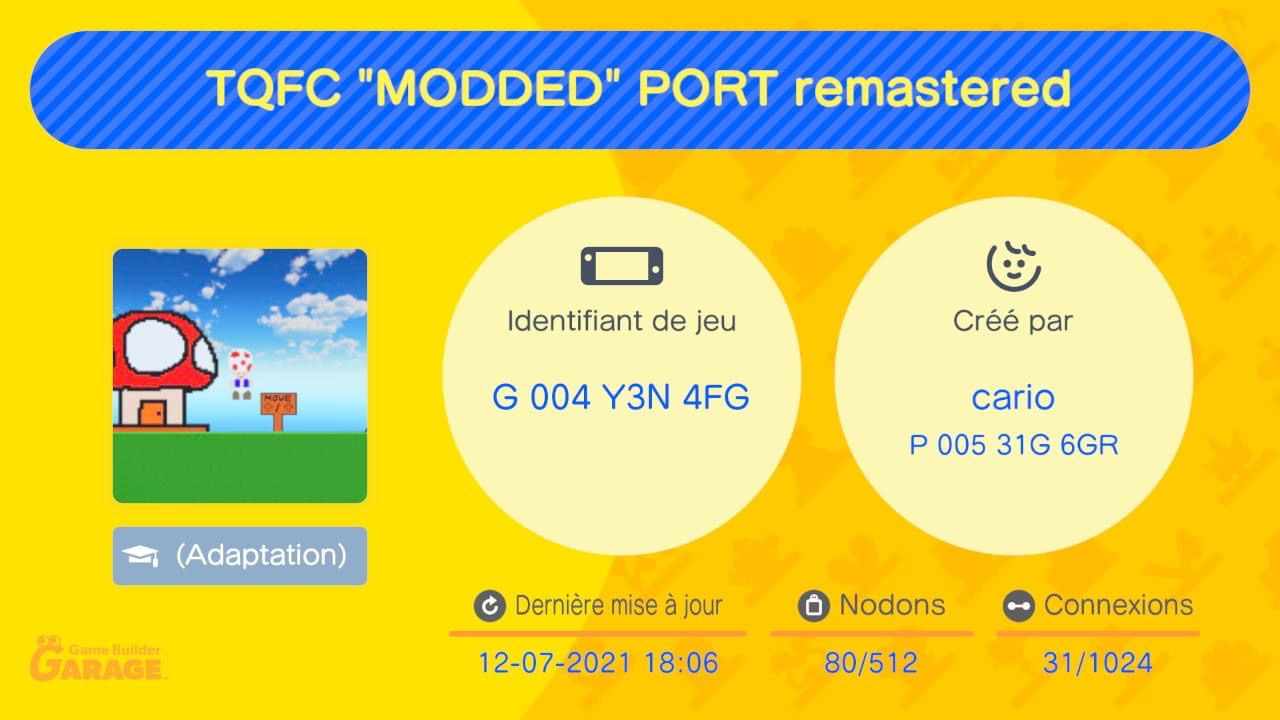 TQFC "MODDED" PORT remastered
Identifiant de jeu
G 004 Y3N 4FG
Créé par
cario
P 005 31G 6GR
MOVE
/
(Adaptation)
Dernière mise à jour
12-07-2021 18:06
Nodons
80/512
Connexions
31/1024
Game Builder
GARAGE